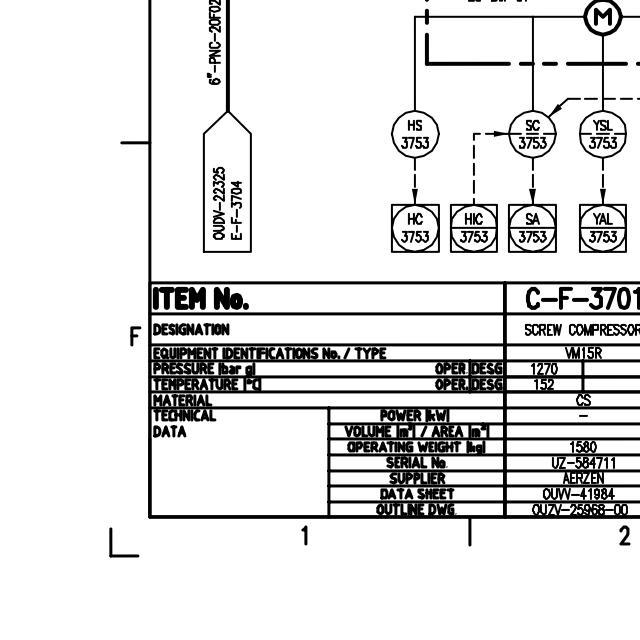 6"-PNC-20F02
M
HS
3753
SC
3753
YSL
3753
OUDV-22325
E-F-3704
HC
3753
HIC
3753
SA
3753
YAL
3753
ITEM No. C-F-3701
F
DESIGNATION SCREW COMPRESSOR
EQUIPMENT IDENTIFICATIONS No. / TYPE VM15R
PRESSURE [bar g] OPER. DESG 1270
TEMPERATURE [°C] OPER. DESG 152
MATERIAL CS
TECHNICAL POWER [kW] -
DATA VOLUME [m³] / AREA [m²]
OPERATING WEIGHT [kg] 1580
SERIAL No. UZ-584711
SUPPLIER AERZEN
DATA SHEET OUVV-41984
OUTLINE DWG. OUZV-25968-00
1 2